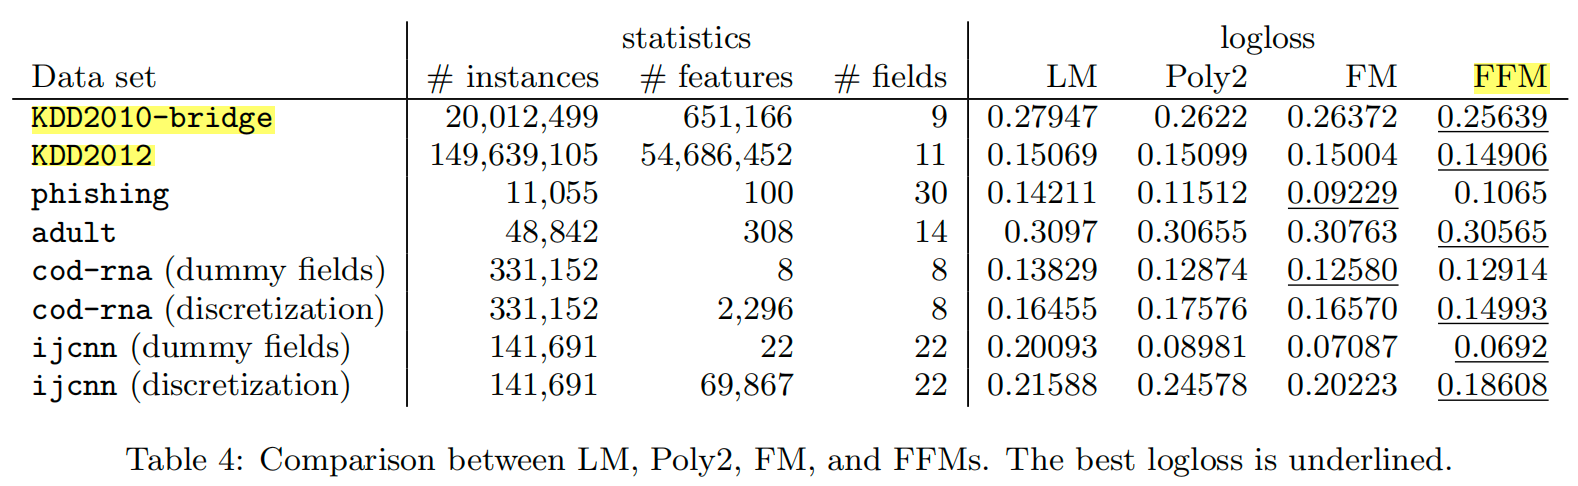 statistics logloss
Data set # instances # features # fields LM Poly2 FM FFM
KDD2010-bridge 20,012,499 651,166 9 0.27947 0.2622 0.26372 0.25639
KDD2012 149,639,105 54,686,452 11 0.15069 0.15099 0.15004 0.14906
phishing 11,055 100 30 0.14211 0.11512 0.09229 0.1065
adult 48,842 308 14 0.3097 0.30655 0.30763 0.30565
cod-rna (dummy fields) 331,152 8 8 0.13829 0.12874 0.12580 0.12914
cod-rna (discretization) 331,152 2,296 8 0.16455 0.17576 0.16570 0.14993
ijcnn (dummy fields) 141,691 22 22 0.20093 0.08981 0.07087 0.0692
ijcnn (discretization) 141,691 69,867 22 0.21588 0.24578 0.20223 0.18608
Table 4: Comparison between LM, Poly2, FM, and FFMs. The best logloss is underlined.